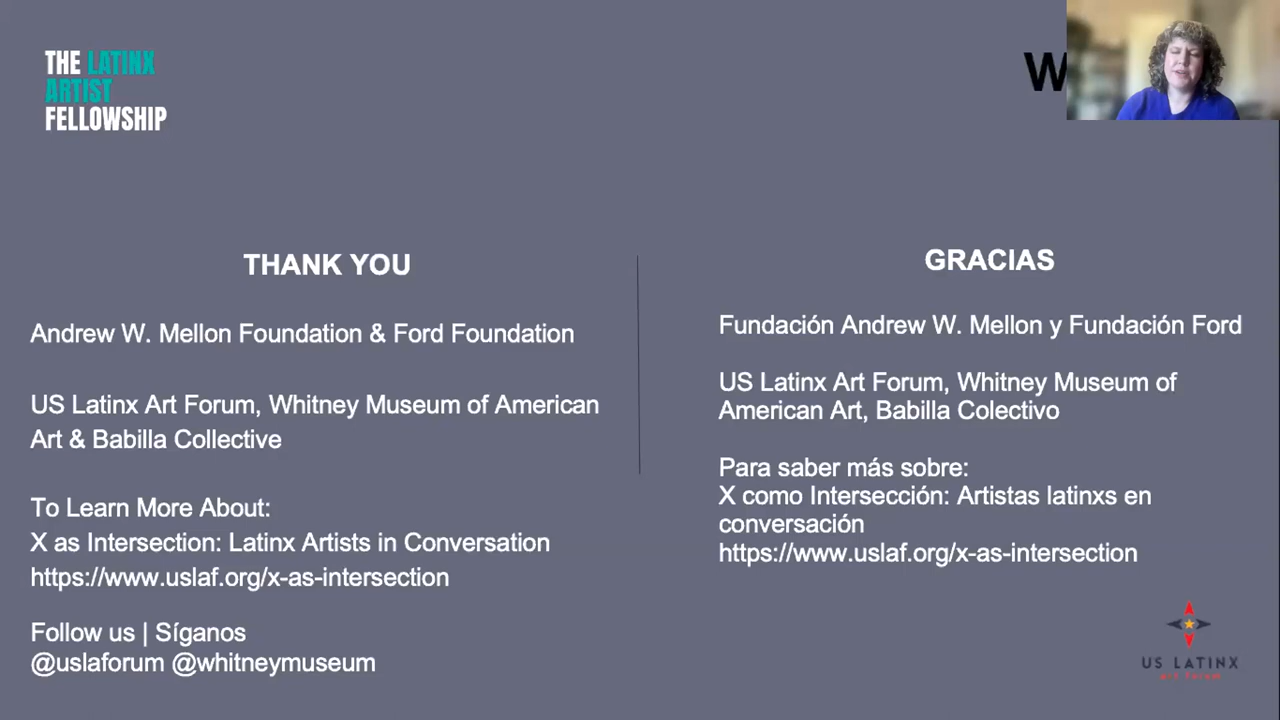 THE LATINX
ARTIST
FELLOWSHIP
W
THANK YOU
Andrew W. Mellon Foundation & Ford Foundation
US Latinx Art Forum, Whitney Museum of American
Art & Babilla Collective
To Learn More About:
X as Intersection: Latinx Artists in Conversation
https://www.uslaf.org/x-as-intersection
Follow us | Síganos
@uslaforum @whitneymuseum
GRACIAS
Fundación Andrew W. Mellon y Fundación Ford
US Latinx Art Forum, Whitney Museum of
American Art, Babilla Colectivo
Para saber más sobre:
X como Intersección: Artistas latinxs en
conversación
https://www.uslaf.org/x-as-intersection
US LATINX
art forum